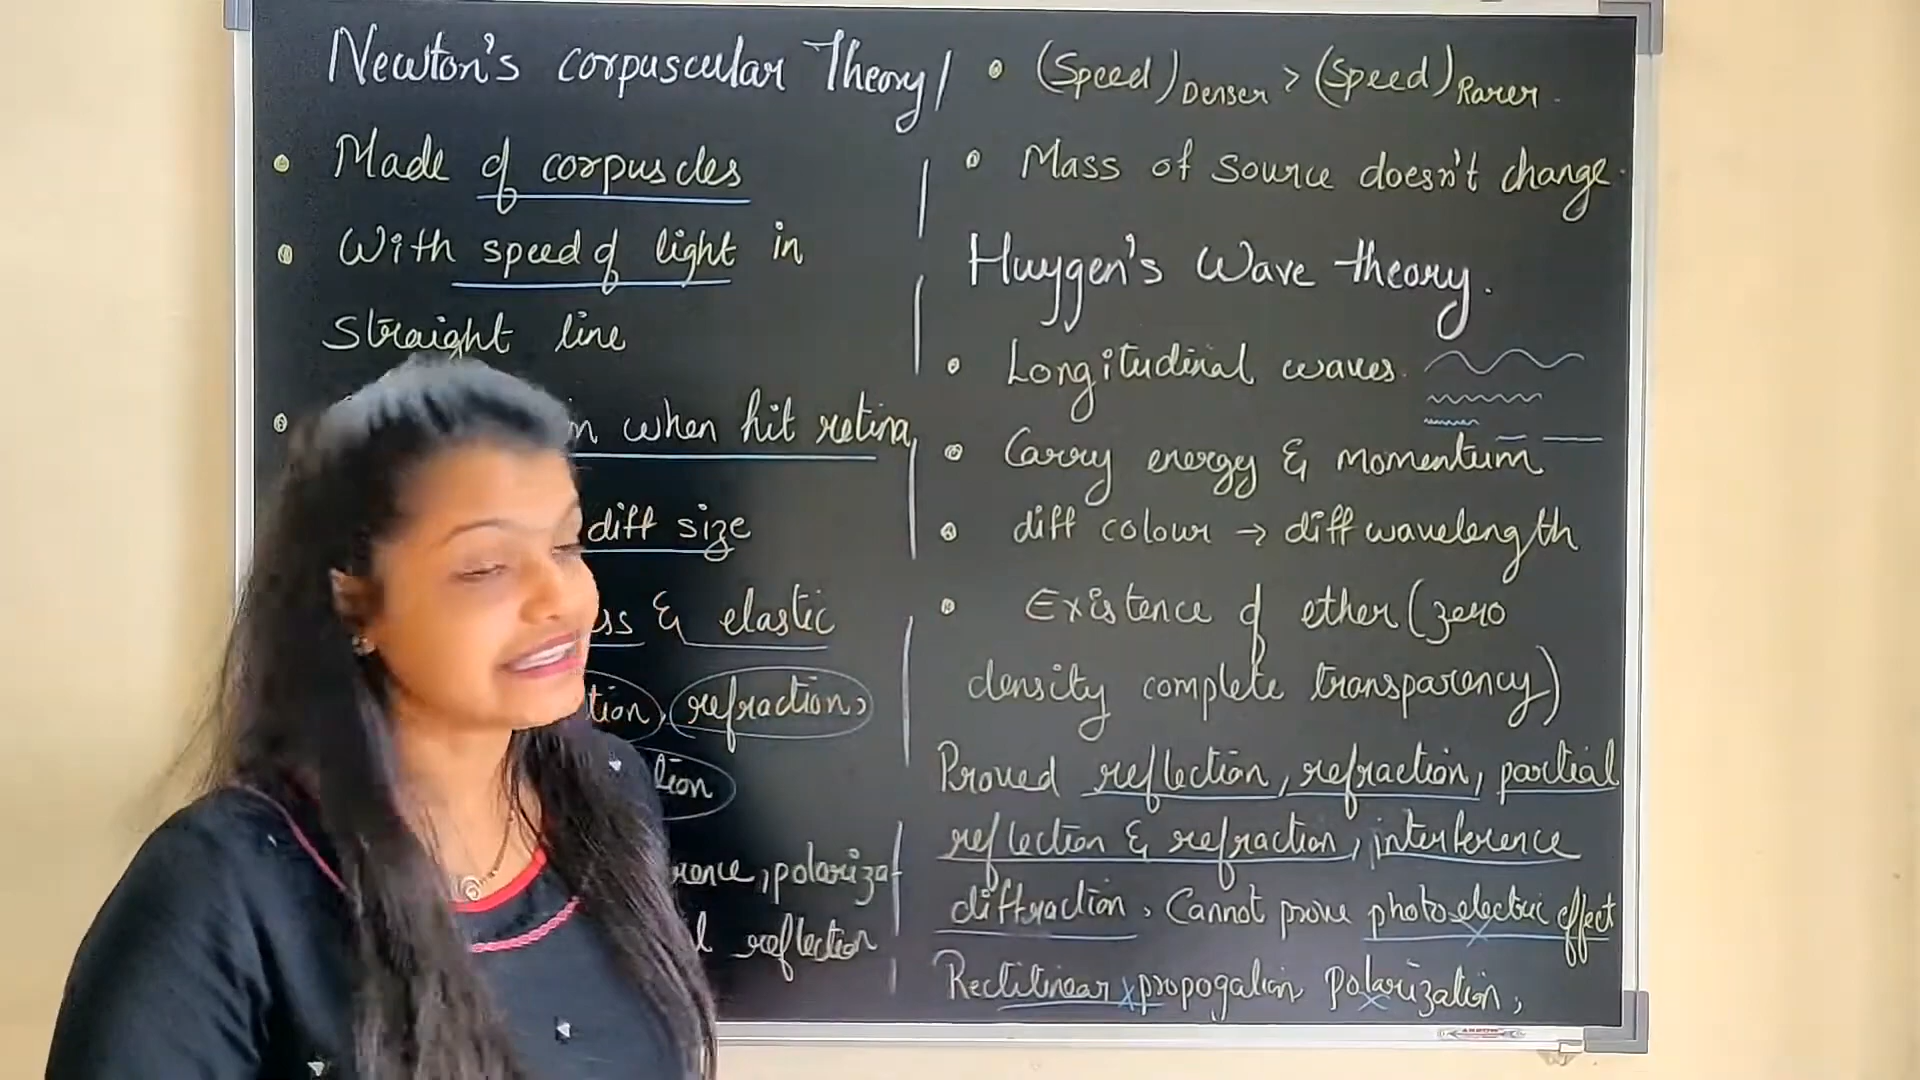 Newton's corpuscular Theory
Made of corpuscles
With speed of light in
Straight line
when hit retina
diff size
& elastic
refraction,
polariza-
reflection
(Speed)Denser > (Speed)Rarer.
Mass of source doesn't change.
Huygen's Wave theory.
Longitudinal waves.
Carry energy & momentum
diff colour → diff wavelength
Existence of ether (zero
density complete transparency)
Proved reflection, refraction, partial
reflection & refraction, interference
diffraction, Cannot prove photo electric effect
Rectilinear propogation, Polarization,